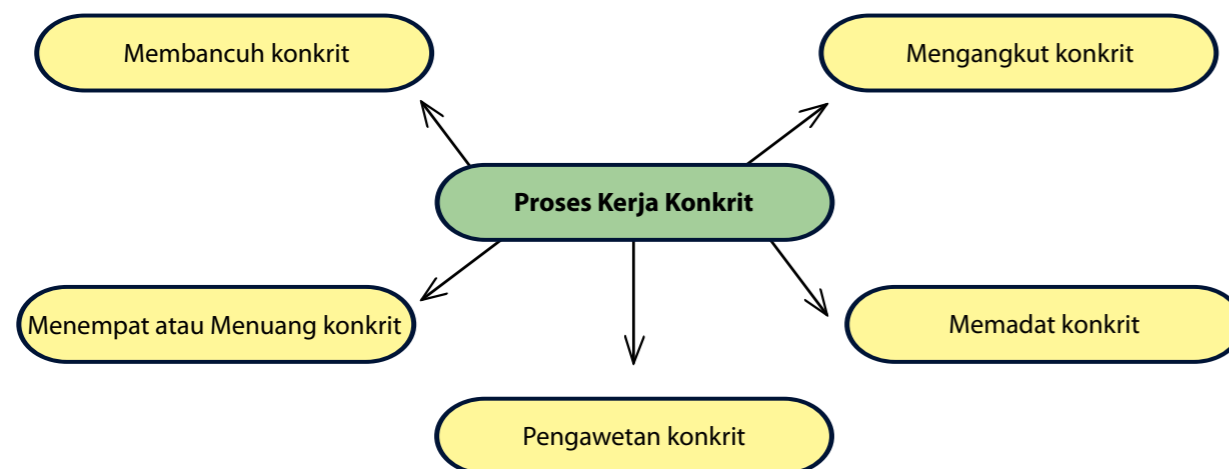 Membancuh konkrit
Mengangkut konkrit
Proses Kerja Konkrit
Menempat atau Menuang konkrit
Memadat konkrit
Pengawetan konkrit